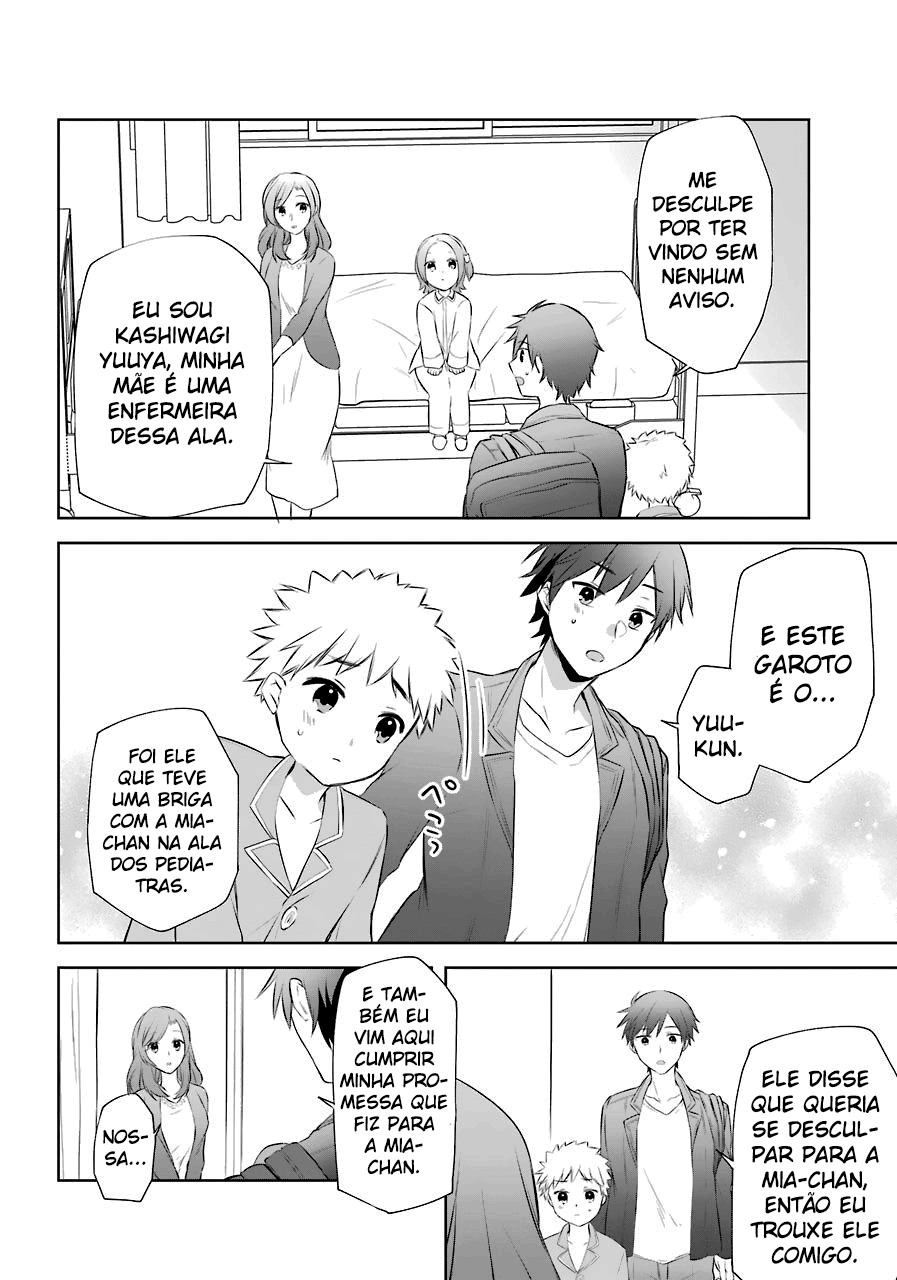 ME
DESCULPE
POR TER
VINDO SEM
NENHUM
AVISO.
EU SOU
KASHIWAGI
YUUYA, MINHA
MÃE É UMA
ENFERMEIRA
DESSA ALA.
E ESTE
GAROTO
É O...
YUU-
KUN.
FOI ELE
QUE TEVE
UMA BRIGA
COM A MIA-
CHAN NA ALA
DOS PEDIA-
TRAS.
ペコ
ELE DISSE
QUE QUERIA
SE DESCUL-
PAR PARA A
MIA-CHAN,
ENTÃO EU
TROUXE ELE
COMIGO.
E TAM-
BÉM EU
VIM AQUI
CUMPRIR
MINHA PRO-
MESSA QUE
FIZ PARA
A MIA-
CHAN.
NOS-
SA...